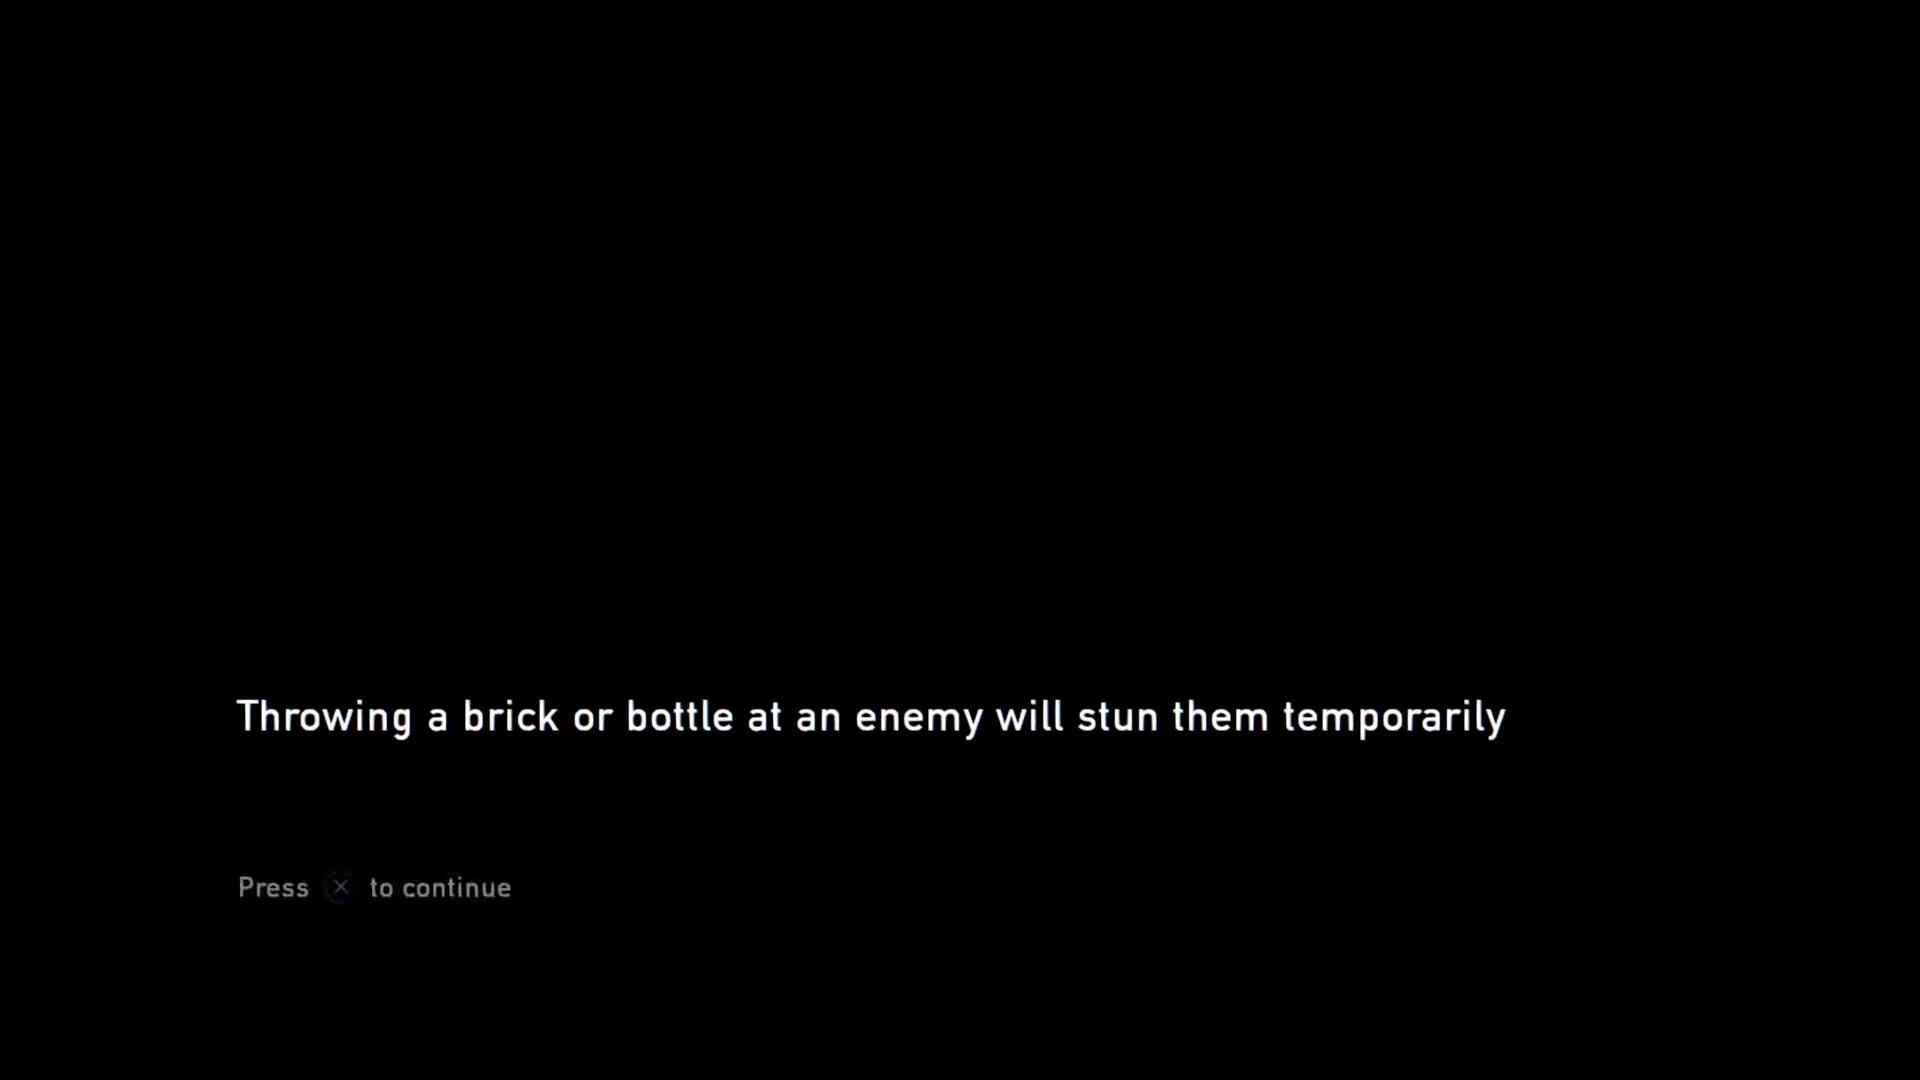 Throwing a brick or bottle at an enemy will stun them temporarily
Press ⓧ to continue